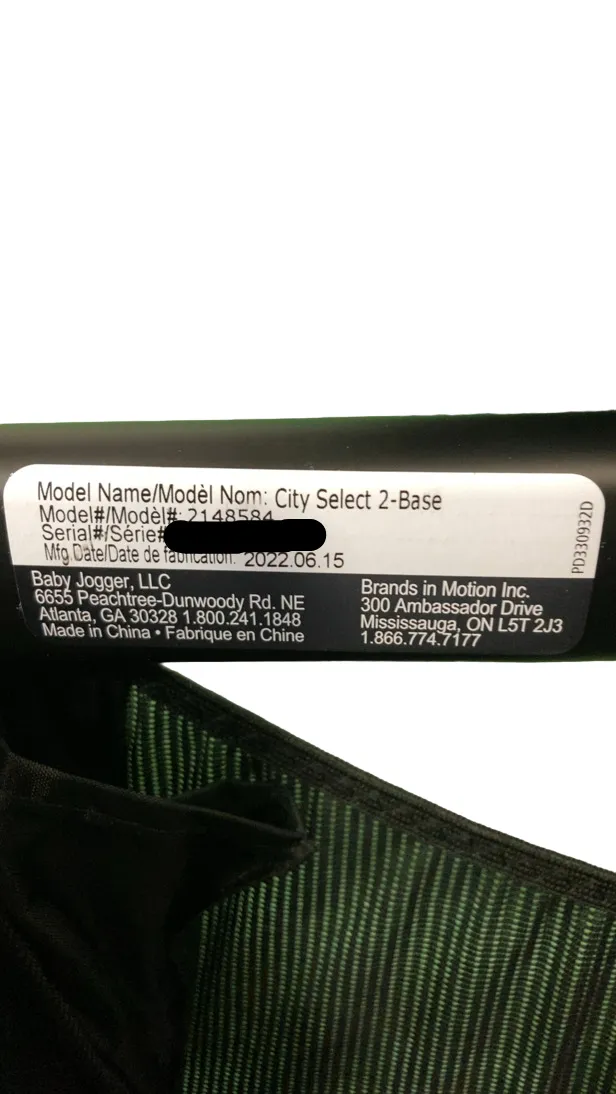 Model Name/Modèl Nom: City Select 2-Base
Model#/Modèl#: 2148584
Serial#/Série#
Mfg.Date/Date de fabrication: 2022.06.15
PD330932D
Baby Jogger, LLC
6655 Peachtree-Dunwoody Rd. NE
Atlanta, GA 30328 1.800.241.1848
Made in China • Fabrique en Chine
Brands in Motion Inc.
300 Ambassador Drive
Mississauga, ON L5T 2J3
1.866.774.7177